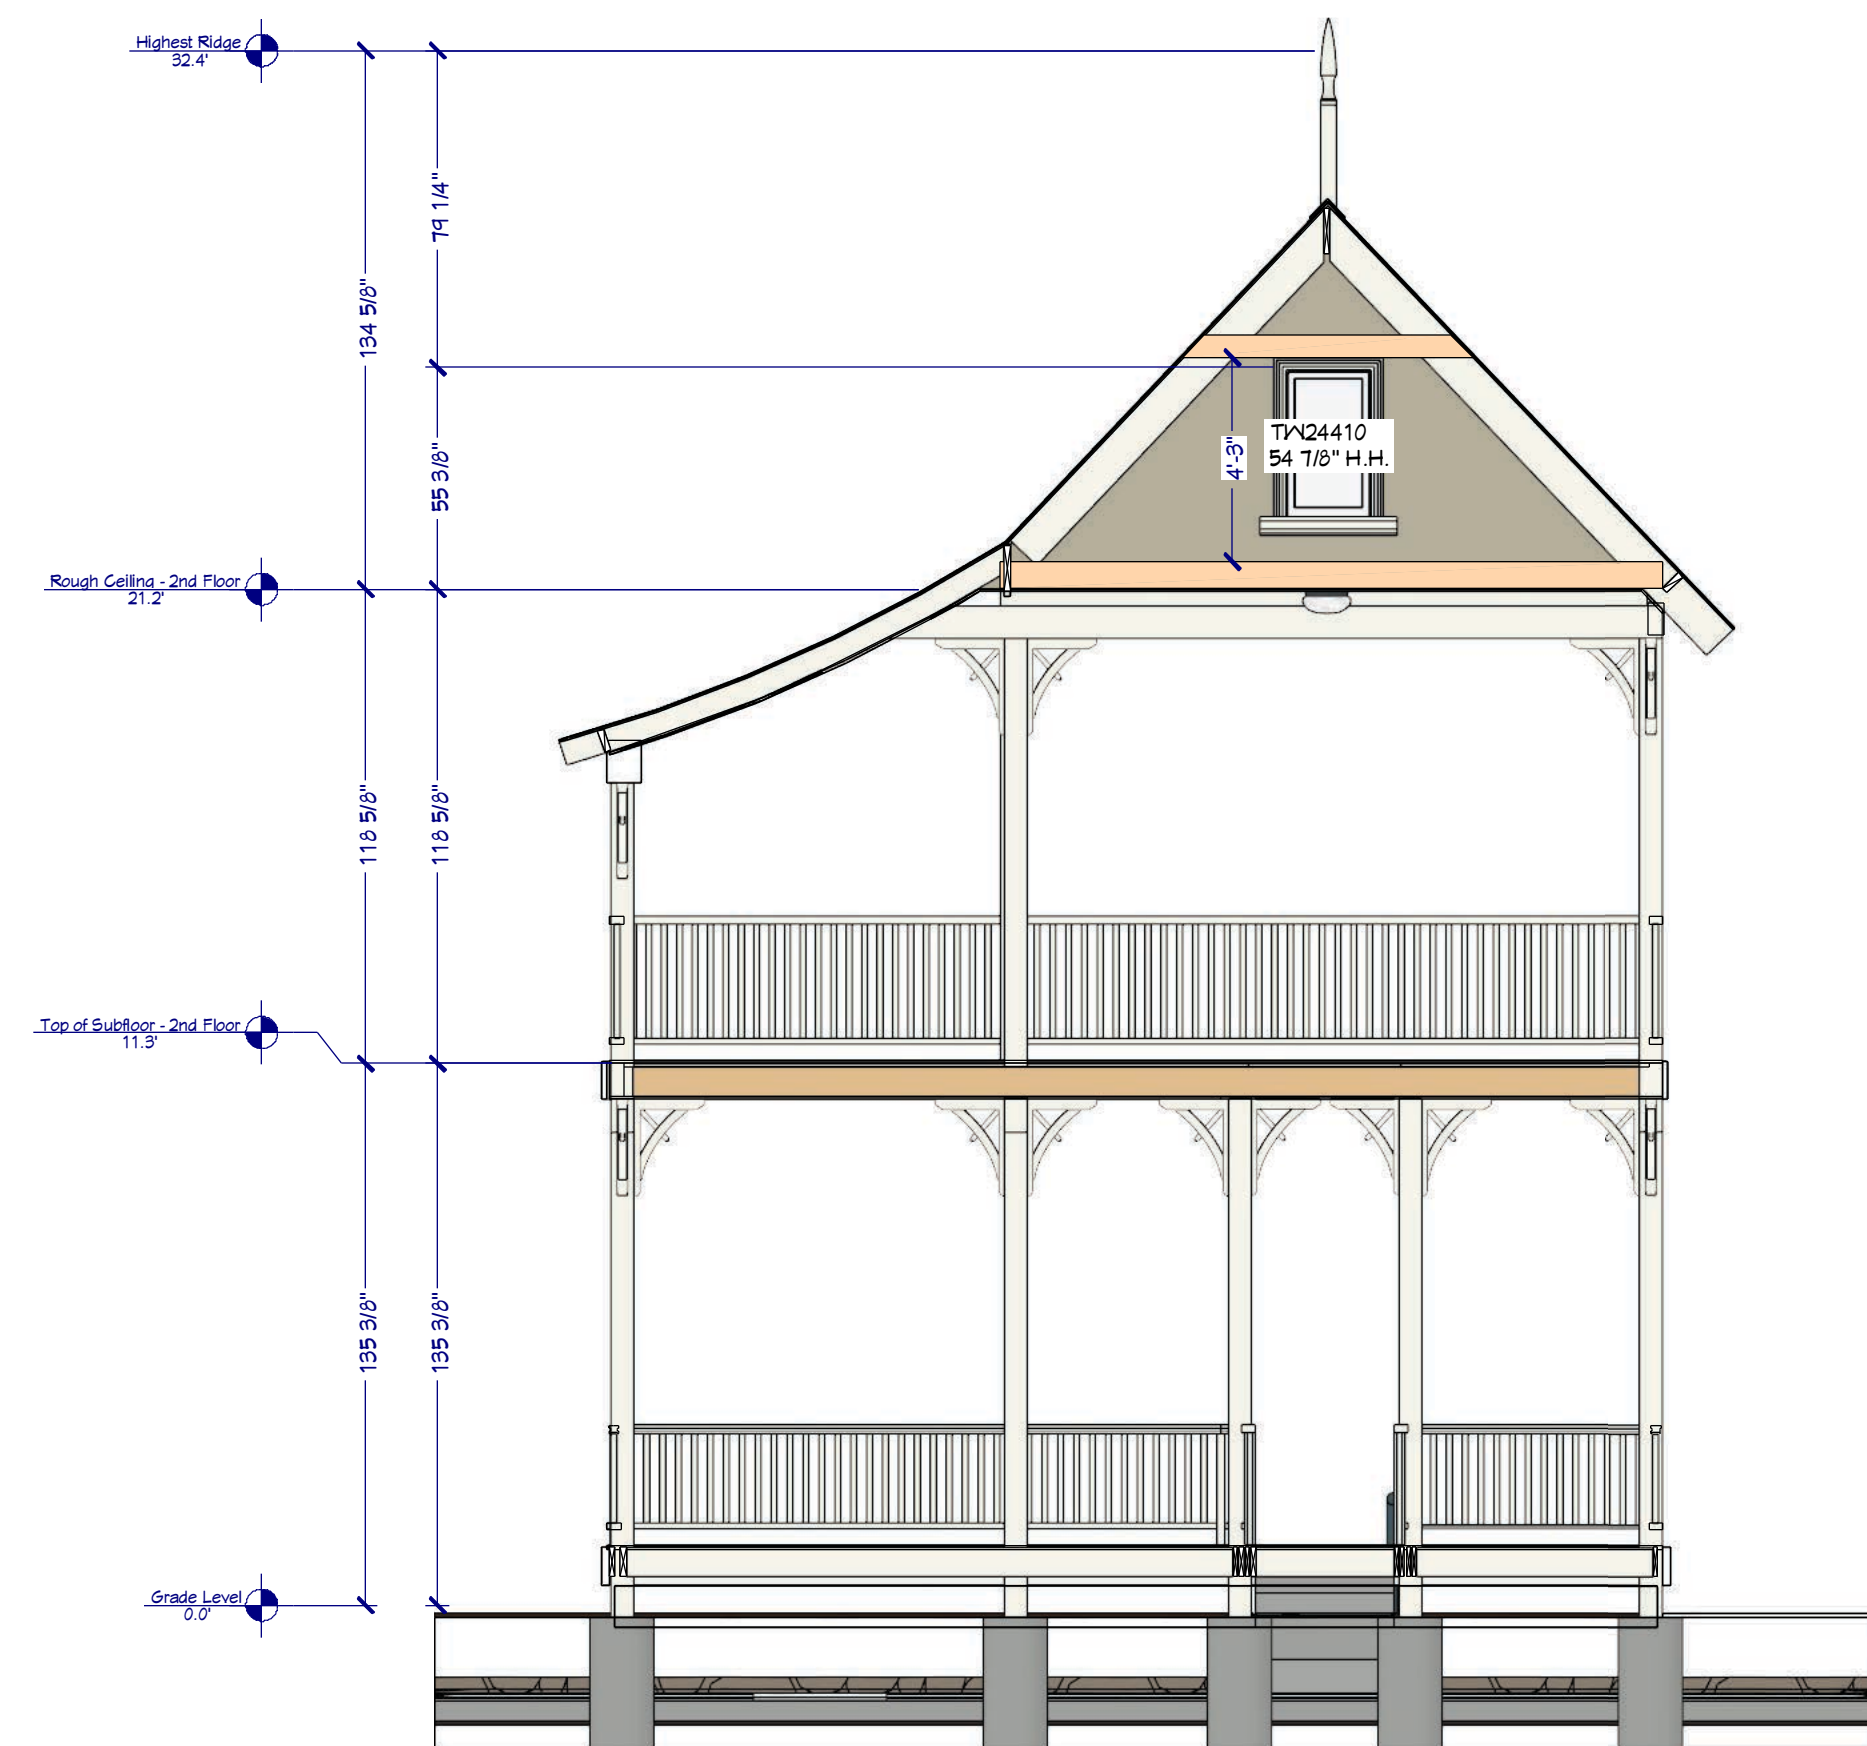 Highest Ridge
32.4'
79 1/4"
134 5/8"
TW24410
54 7/8" H.H.
4'-3"
55 3/8"
Rough Ceiling - 2nd Floor
21.2'
118 5/8"
118 5/8"
Top of Subfloor - 2nd Floor
11.3'
135 3/8"
135 3/8"
Grade Level
0.0'